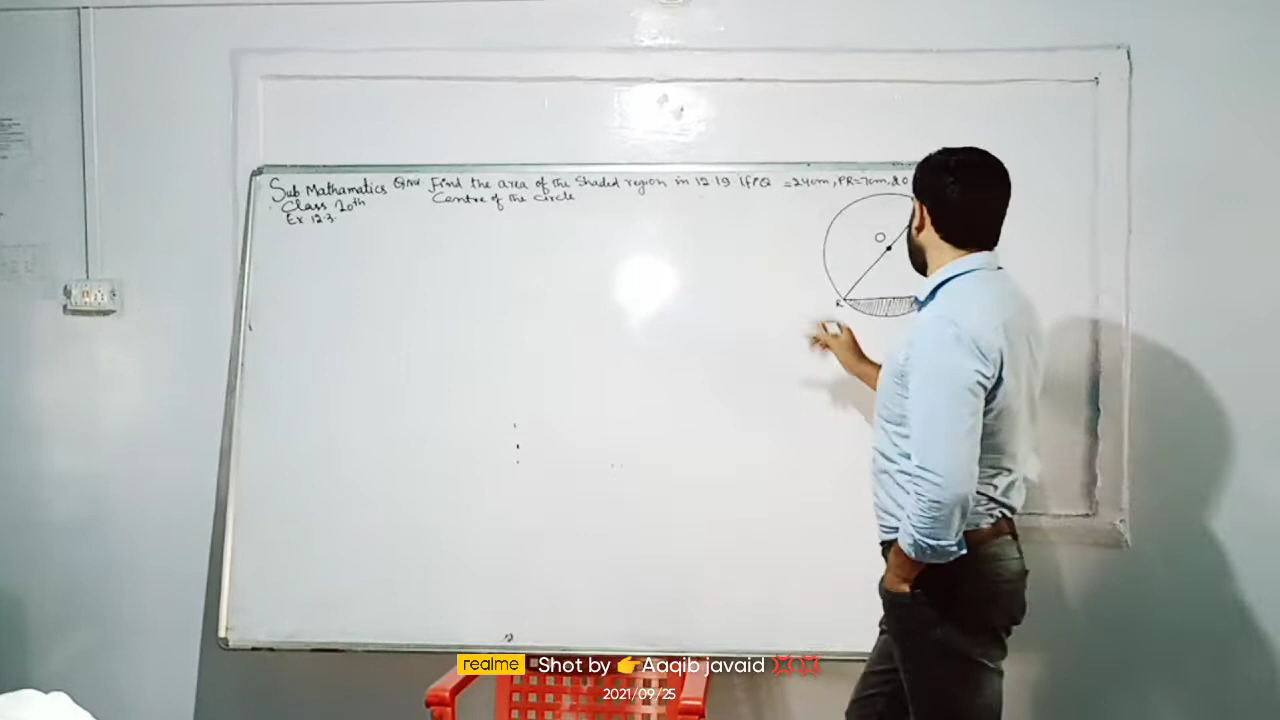 Sub Mathamatics Q no Find the area of the Shaded region in 12.19 If PQ = 24cm, PR=7cm, & O
Class 10th Centre of the Circle
Ex 12.3.
O
R
realme Shot by 👉Aaqib javaid 💢💢
2021/09/25